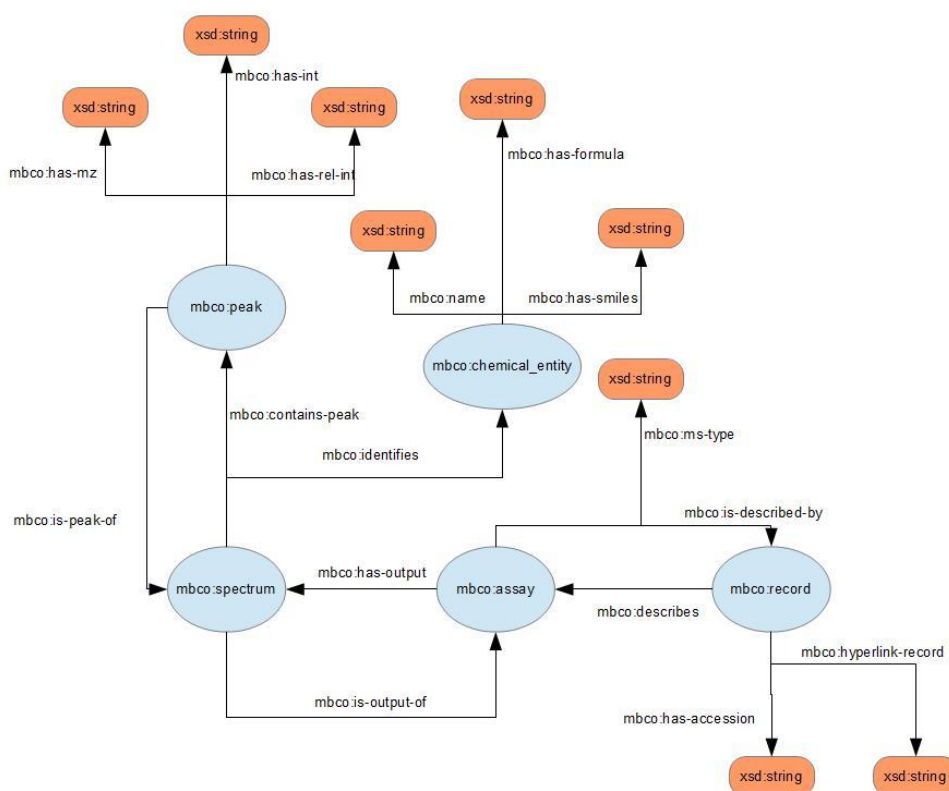 xsd:string
mbco:has-int
xsd:string
xsd:string
xsd:string
mbco:has-formula
mbco:has-mz
mbco:has-rel-int
xsd:string
xsd:string
mbco:name
mbco:has-smiles
mbco:peak
mbco:chemical_entity
xsd:string
mbco:contains-peak
mbco:ms-type
mbco:identifies
mbco:is-peak-of
mbco:is-described-by
mbco:has-output
mbco:spectrum
mbco:assay
mbco:record
mbco:describes
mbco:hyperlink-record
mbco:is-output-of
mbco:has-accession
xsd:string
xsd:string